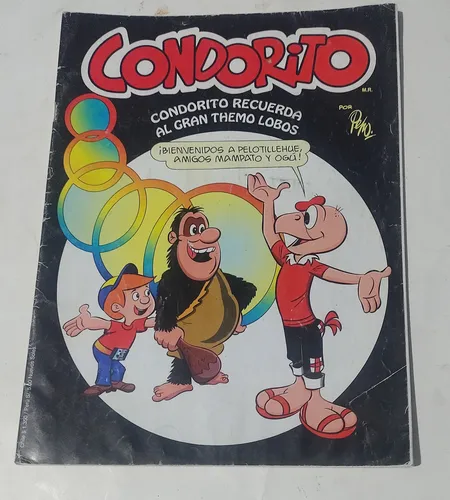 CONDORITO
M.R.
CONDORITO RECUERDA
AL GRAN THEMO LOBOS
POR
Pepo.
¡BIENVENIDOS A PELOTILLEHUE,
AMIGOS MAMPATO Y OGÚ!